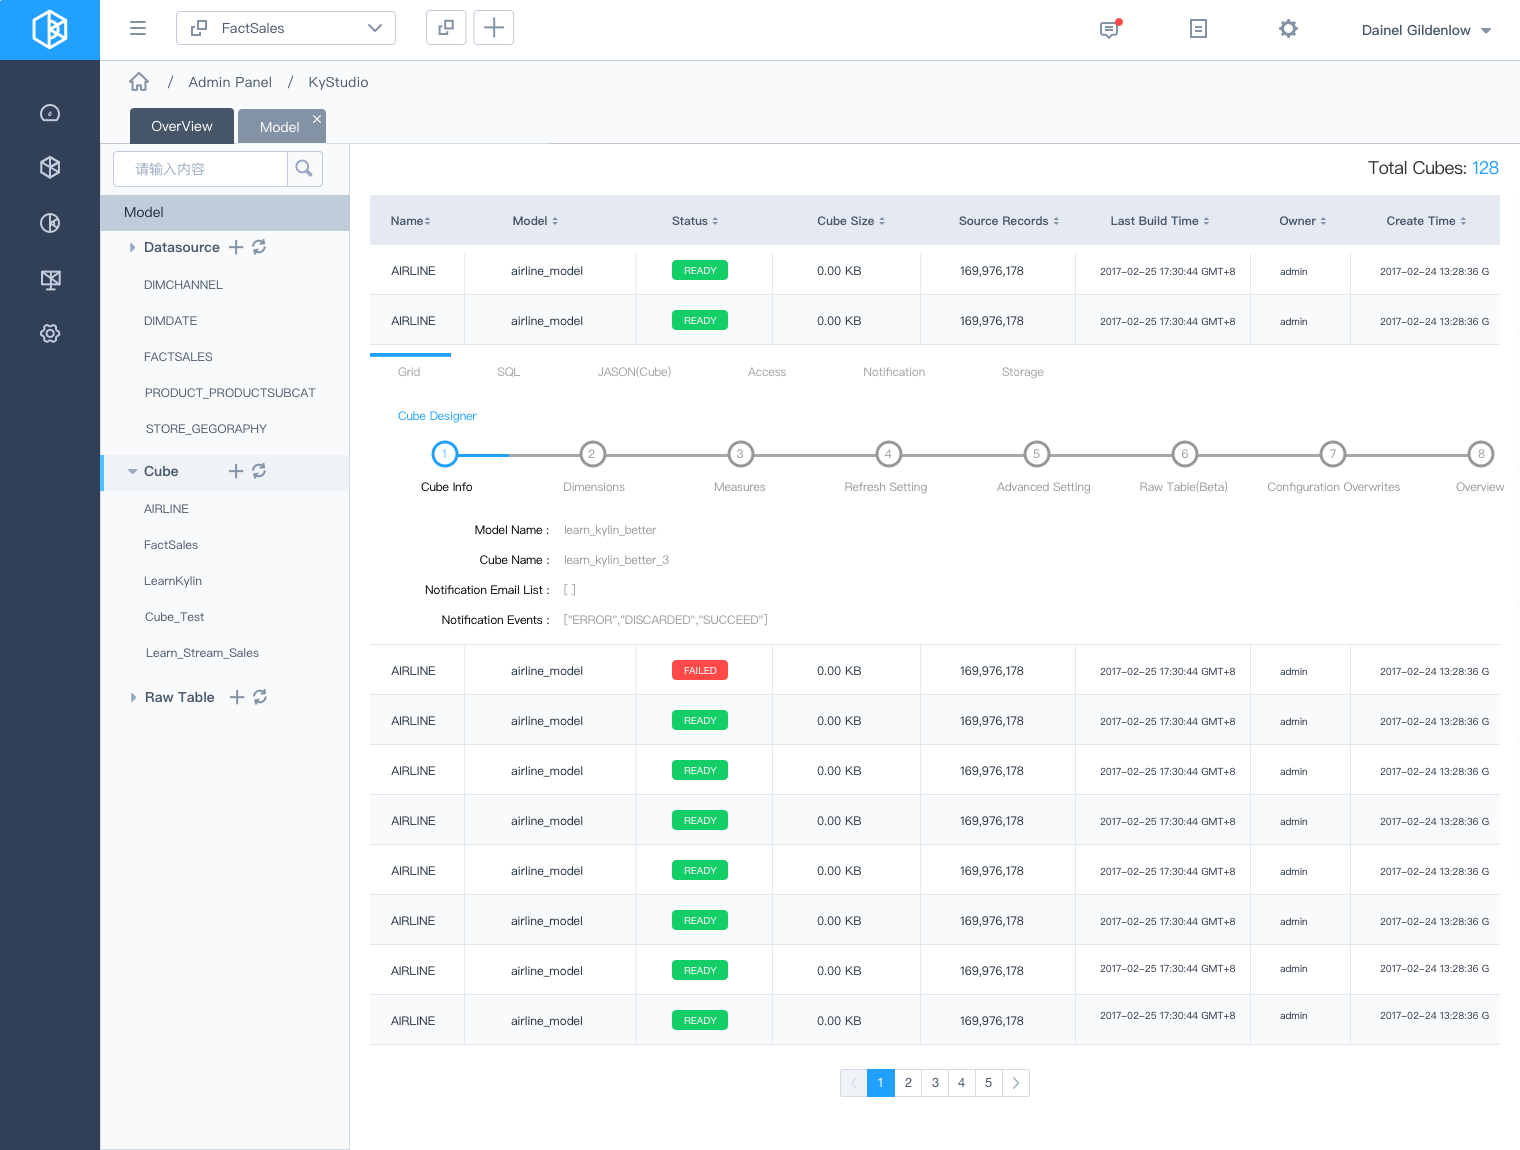 FactSales
Dainel Gildenlow
/ Admin Panel / KyStudio
OverView
Model
请输入内容
Total Cubes: 128
Model
Datasource
DIMCHANNEL
DIMDATE
FACTSALES
PRODUCT_PRODUCTSUBCAT
STORE_GEGORAPHY
Cube
AIRLINE
FactSales
LearnKylin
Cube_Test
Learn_Stream_Sales
Raw Table
Name Model Status Cube Size Source Records Last Build Time Owner Create Time
AIRLINE airline_model READY 0.00 KB 169,976,178 2017-02-25 17:30:44 GMT+8 admin 2017-02-24 13:28:36 G
AIRLINE airline_model READY 0.00 KB 169,976,178 2017-02-25 17:30:44 GMT+8 admin 2017-02-24 13:28:36 G
Grid SQL JASON(Cube) Access Notification Storage
Cube Designer
1 2 3 4 5 6 7 8
Cube Info Dimensions Measures Refresh Setting Advanced Setting Raw Table(Beta) Configuration Overwrites Overview
Model Name : learn_kylin_better
Cube Name : learn_kylin_better_3
Notification Email List : [ ]
Notification Events : ["ERROR","DISCARDED","SUCCEED"]
AIRLINE airline_model FAILED 0.00 KB 169,976,178 2017-02-25 17:30:44 GMT+8 admin 2017-02-24 13:28:36 G
AIRLINE airline_model READY 0.00 KB 169,976,178 2017-02-25 17:30:44 GMT+8 admin 2017-02-24 13:28:36 G
AIRLINE airline_model READY 0.00 KB 169,976,178 2017-02-25 17:30:44 GMT+8 admin 2017-02-24 13:28:36 G
AIRLINE airline_model READY 0.00 KB 169,976,178 2017-02-25 17:30:44 GMT+8 admin 2017-02-24 13:28:36 G
AIRLINE airline_model READY 0.00 KB 169,976,178 2017-02-25 17:30:44 GMT+8 admin 2017-02-24 13:28:36 G
AIRLINE airline_model READY 0.00 KB 169,976,178 2017-02-25 17:30:44 GMT+8 admin 2017-02-24 13:28:36 G
AIRLINE airline_model READY 0.00 KB 169,976,178 2017-02-25 17:30:44 GMT+8 admin 2017-02-24 13:28:36 G
AIRLINE airline_model READY 0.00 KB 169,976,178 2017-02-25 17:30:44 GMT+8 admin 2017-02-24 13:28:36 G
1 2 3 4 5